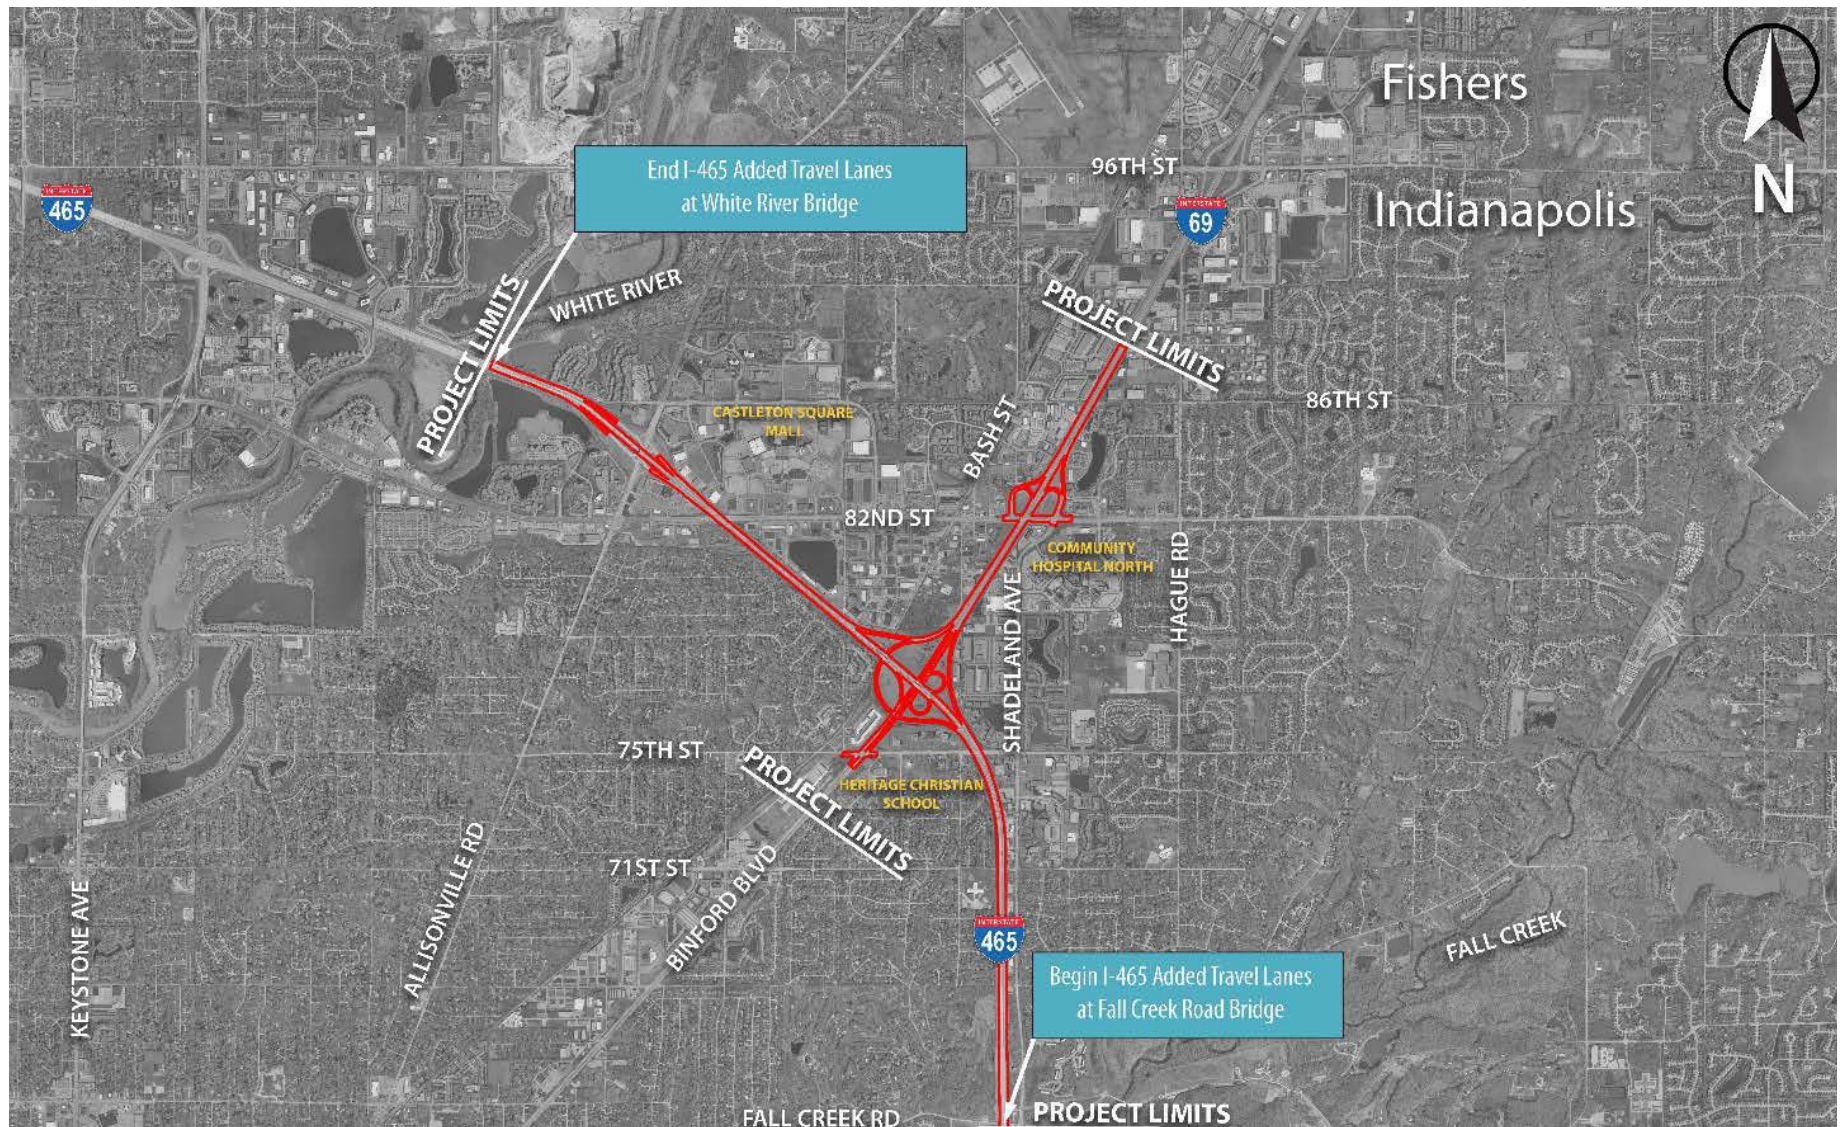 Fishers
96TH ST
End I-465 Added Travel Lanes
at White River Bridge
N
INTERSTATE
465
INTERSTATE
69
Indianapolis
WHITE RIVER
PROJECT LIMITS
PROJECT LIMITS
86TH ST
CASTLETON SQUARE
MALL
BASH ST
82ND ST
COMMUNITY
HOSPITAL NORTH
HAGUE RD
SHADELAND AVE
75TH ST
PROJECT LIMITS
HERITAGE CHRISTIAN
SCHOOL
71ST ST
ALLISONVILLE RD
BINFORD BLVD
KEYSTONE AVE
INTERSTATE
465
FALL CREEK
Begin I-465 Added Travel Lanes
at Fall Creek Road Bridge
FALL CREEK RD
PROJECT LIMITS